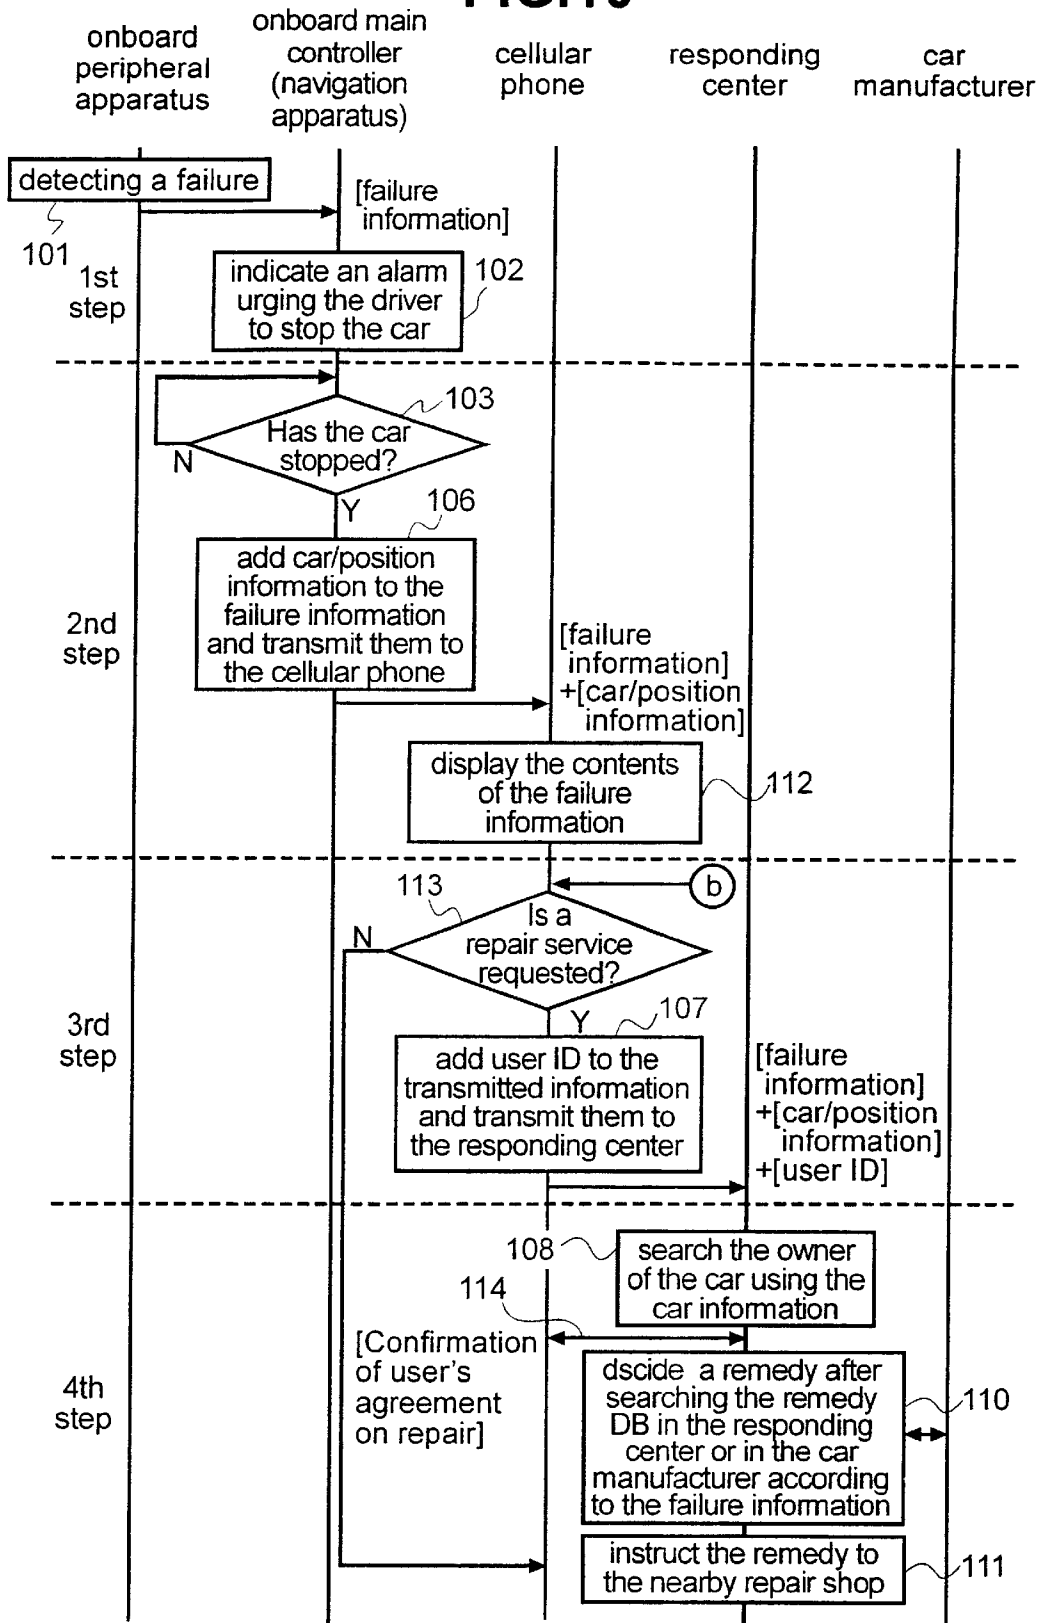 onboard
peripheral
apparatus
onboard main
controller
(navigation
apparatus)
cellular
phone
responding
center
car
manufacturer
detecting a failure
101
[failure
information]
1st
step
indicate an alarm
urging the driver
to stop the car
102
103
Has the car
stopped?
N
Y
106
add car/position
information to the
failure information
and transmit them to
the cellular phone
2nd
step
[failure
information]
+[car/position
information]
display the contents
of the failure
information
112
b
113
Is a
repair service
requested?
N
Y
107
3rd
step
add user ID to the
transmitted information
and transmit them to
the responding center
[failure
information]
+[car/position
information]
+[user ID]
108
search the owner
of the car using the
car information
114
[Confirmation
of user's
agreement
on repair]
4th
step
dscide a remedy after
searching the remedy
DB in the responding
center or in the car
manufacturer according
to the failure information
110
instruct the remedy to
the nearby repair shop
111